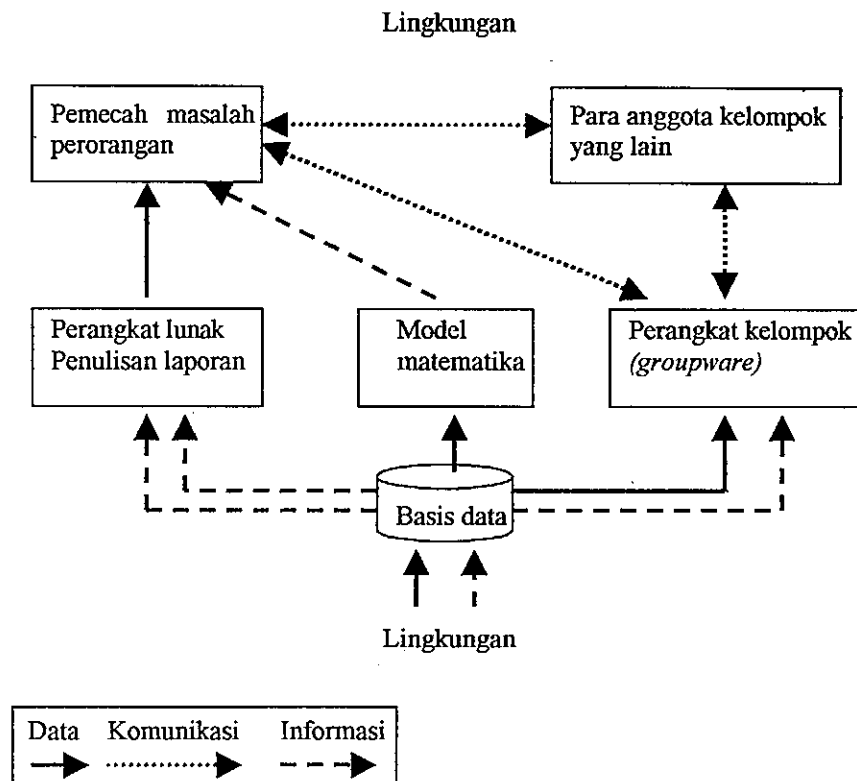 Lingkungan
Pemecah masalah
perorangan
Para anggota kelompok
yang lain
Perangkat lunak
Penulisan laporan
Model
matematika
Perangkat kelompok
(groupware)
Basis data
Lingkungan
Data Komunikasi Informasi